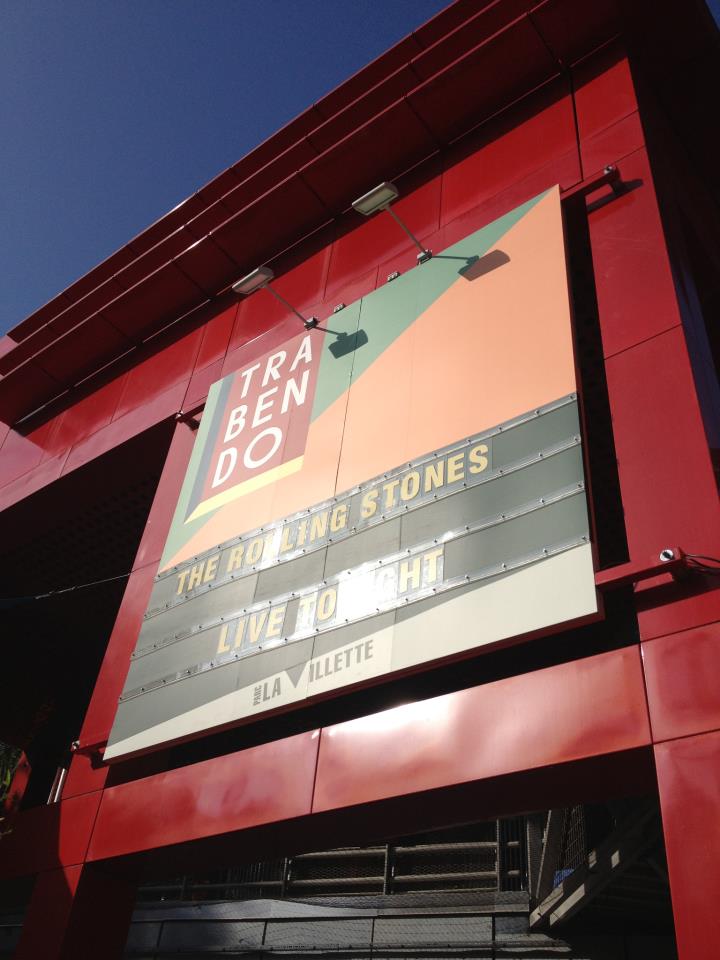 TRA
BEN
DO
THE ROLLING STONES
LIVE TONIGHT
PARC LA VILLETTE